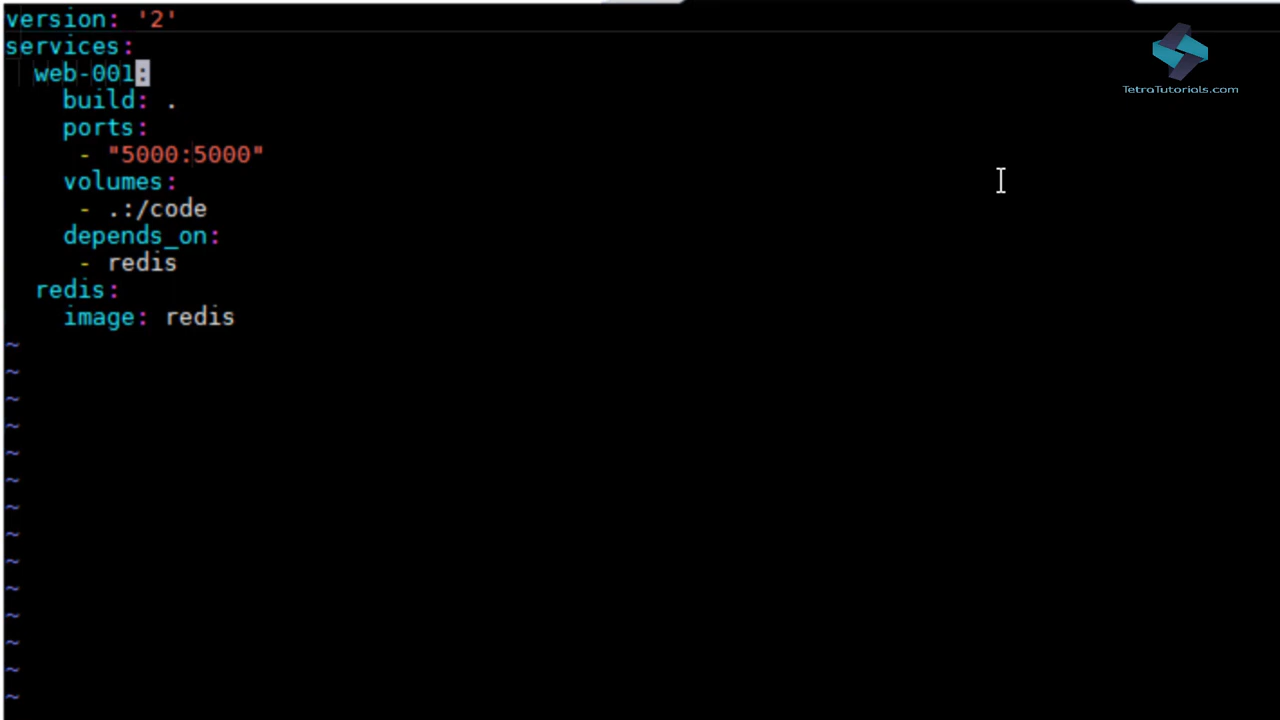 version: '2'
services:
  web-001:
    build: .
    ports:
     - "5000:5000"
    volumes:
     - .:/code
    depends_on:
     - redis
  redis:
    image: redis
~
~
~
~
~
~
~
~
~
~
~
~
~
~
TetraTutorials.com